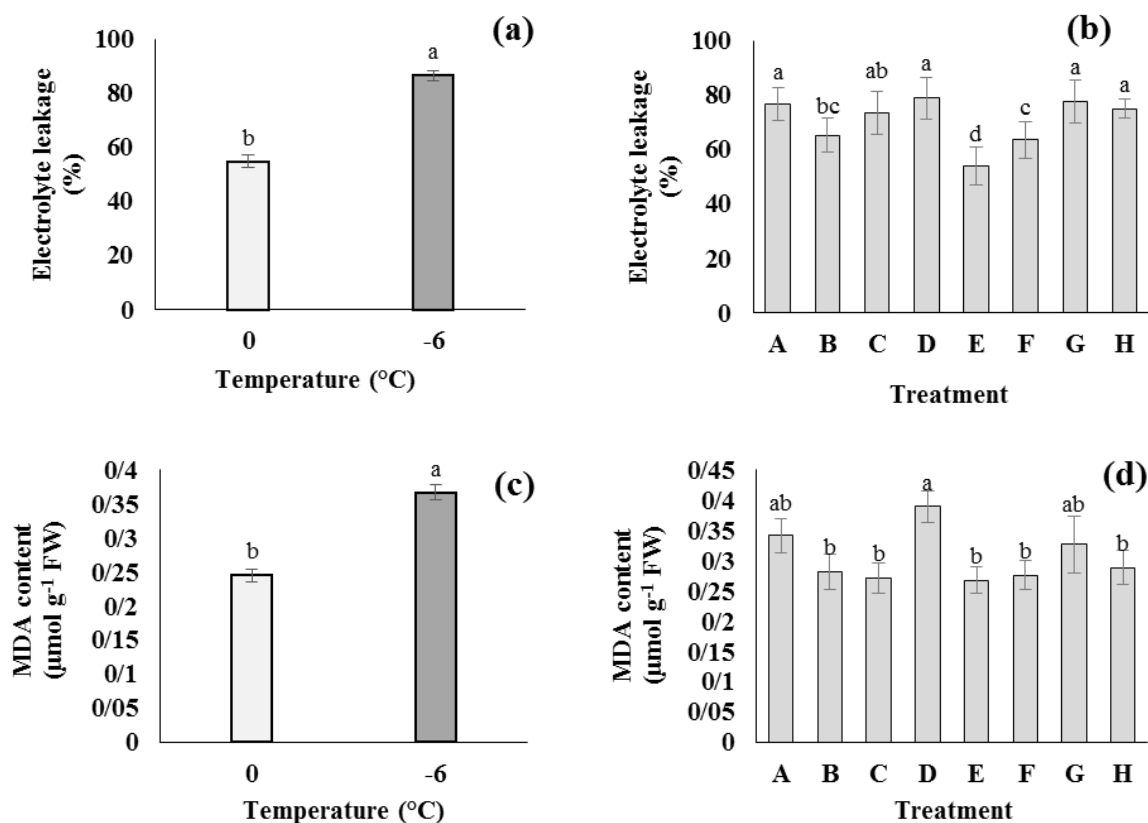 (a)
Electrolyte leakage
(%)
100
80
60
40
20
0
b
a
0
-6
Temperature (°C)
(b)
Electrolyte leakage
(%)
100
80
60
40
20
0
a
bc
ab
a
d
c
a
a
A B C D E F G H
Treatment
(c)
MDA content
(µmol g⁻¹ FW)
0/4
0/35
0/3
0/25
0/2
0/15
0/1
0/05
0
b
a
0
-6
Temperature (°C)
(d)
MDA content
(µmol g⁻¹ FW)
0/45
0/4
0/35
0/3
0/25
0/2
0/15
0/1
0/05
0
ab
b
b
a
b
b
ab
b
A B C D E F G H
Treatment